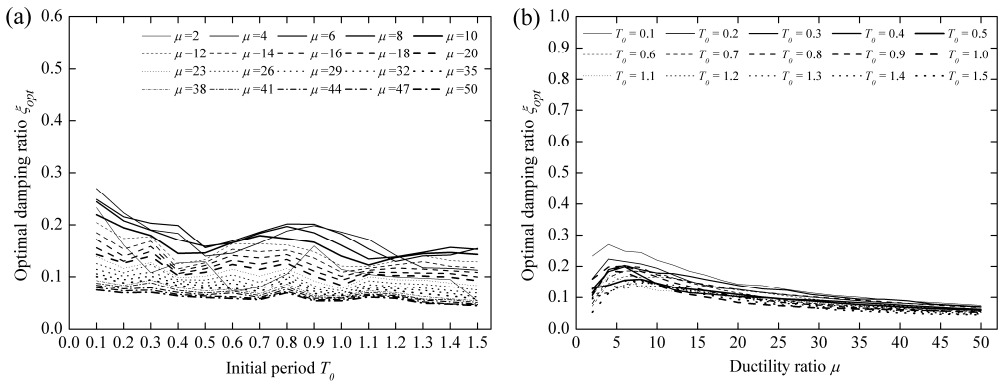 (a)
0.6
0.5
0.4
0.3
0.2
0.1
0.0
Optimal damping ratio ξopt
μ=2 μ=4 μ=6 μ=8 μ=10
μ=12 μ=14 μ=16 μ=18 μ=20
μ=23 μ=26 μ=29 μ=32 μ=35
μ=38 μ=41 μ=44 μ=47 μ=50
0.0 0.1 0.2 0.3 0.4 0.5 0.6 0.7 0.8 0.9 1.0 1.1 1.2 1.3 1.4 1.5
Initial period T0
(b)
1.0
0.9
0.8
0.7
0.6
0.5
0.4
0.3
0.2
0.1
0.0
Optimal damping ratio ξopt
T0 = 0.1 T0 = 0.2 T0 = 0.3 T0 = 0.4 T0 = 0.5
T0 = 0.6 T0 = 0.7 T0 = 0.8 T0 = 0.9 T0 = 1.0
T0 = 1.1 T0 = 1.2 T0 = 1.3 T0 = 1.4 T0 = 1.5
0 5 10 15 20 25 30 35 40 45 50
Ductility ratio μ